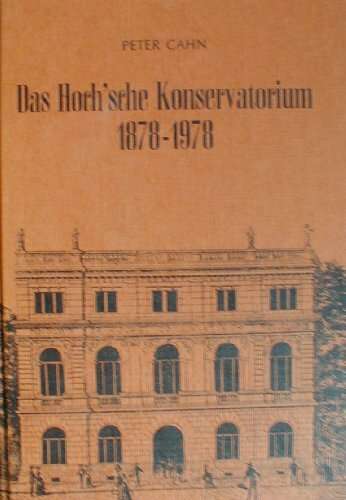 PETER CAHN
Das Hoch'sche Konservatorium
1878-1978